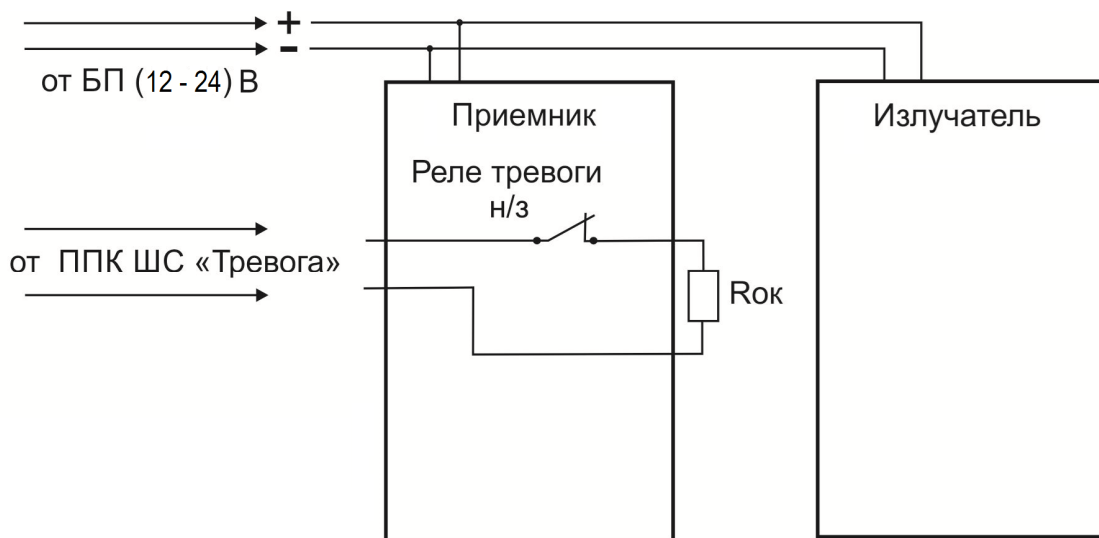 +
-
от БП (12 - 24) В
Приемник
Излучатель
Реле тревоги
н/з
от ППК ШС «Тревога»
Rок